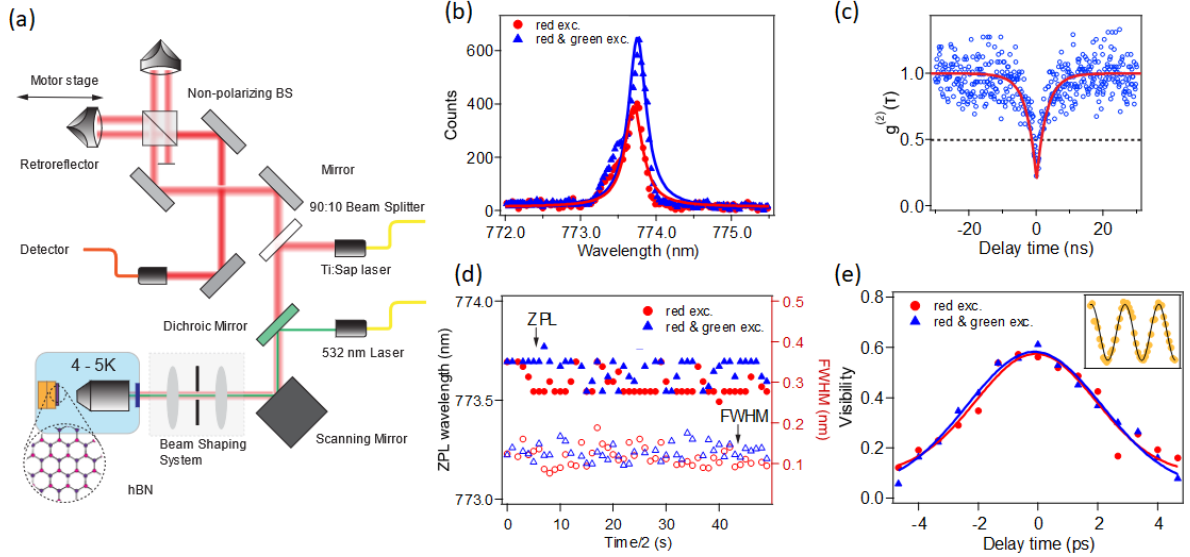 (a)
Motor stage
Non-polarizing BS
Retroreflector
Mirror
90:10 Beam Splitter
Detector
Ti:Sap laser
Dichroic Mirror
532 nm Laser
4 - 5K
Beam Shaping
System
Scanning Mirror
hBN
(b)
red exc.
red & green exc.
600
400
200
0
Counts
772.0
773.0
774.0
775.0
Wavelength (nm)
(c)
1.0
0.5
0.0
g(2)(τ)
-20
0
20
Delay time (ns)
(d)
774.0
773.5
773.0
ZPL wavelength (nm)
red exc.
red & green exc.
ZPL
FWHM
0.5
0.4
0.3
0.2
0.1
0.0
FWHM (nm)
0
10
20
30
40
Time/2 (s)
(e)
0.8
0.6
0.4
0.2
0.0
Visibility
red exc.
red & green exc.
-4
-2
0
2
4
Delay time (ps)